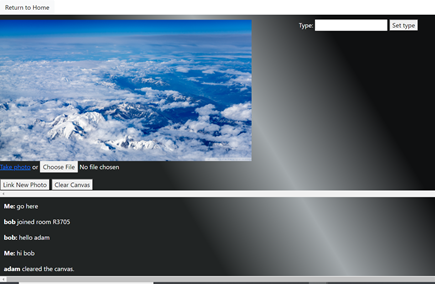 Return to Home
Type:
Set type
Take photo or Choose File No file chosen
Link New Photo Clear Canvas
Me: go here
bob joined room R3705
bob: hello adam
Me: hi bob
adam cleared the canvas.